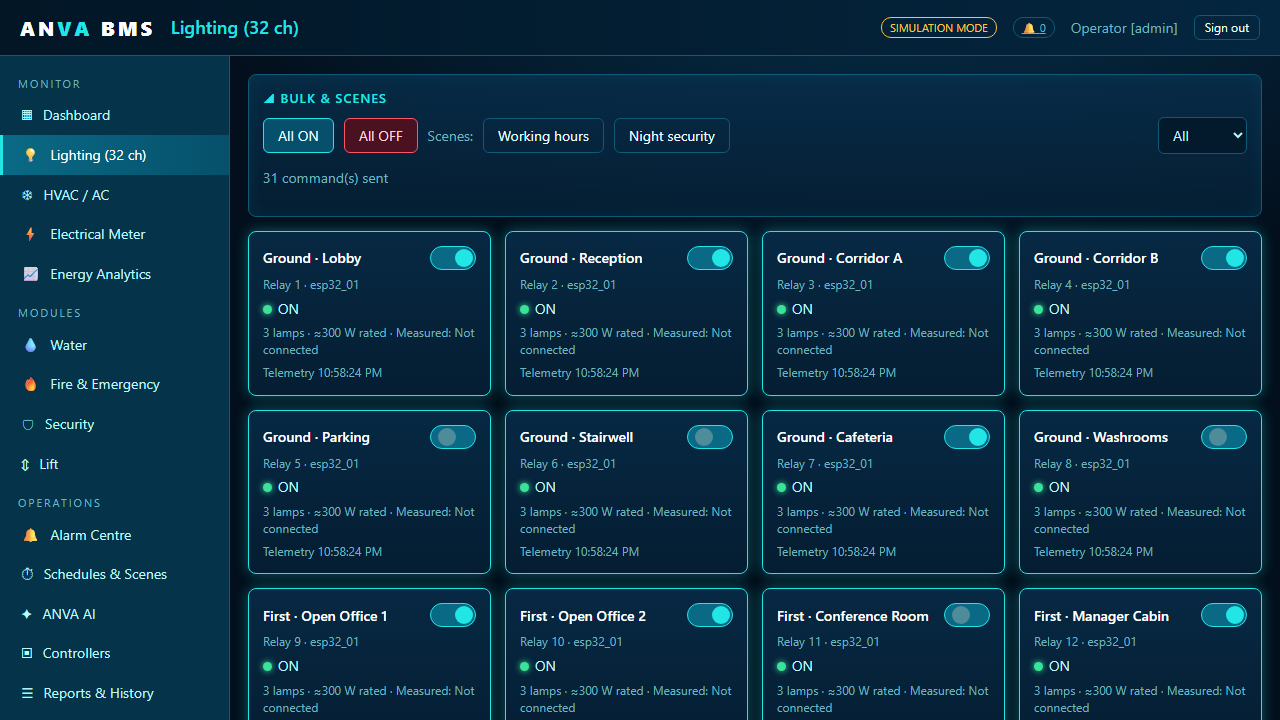 ANVA BMS
Lighting (32 ch)
SIMULATION MODE
0
Operator [admin]
Sign out
MONITOR
Dashboard
Lighting (32 ch)
HVAC / AC
Electrical Meter
Energy Analytics
MODULES
Water
Fire & Emergency
Security
Lift
OPERATIONS
Alarm Centre
Schedules & Scenes
ANVA AI
Controllers
Reports & History
BULK & SCENES
All ON
All OFF
Scenes:
Working hours
Night security
All
31 command(s) sent
Ground · Lobby
Relay 1 · esp32_01
ON
3 lamps · ≈300 W rated · Measured: Not
connected
Telemetry 10:58:24 PM
Ground · Reception
Relay 2 · esp32_01
ON
3 lamps · ≈300 W rated · Measured: Not
connected
Telemetry 10:58:24 PM
Ground · Corridor A
Relay 3 · esp32_01
ON
3 lamps · ≈300 W rated · Measured: Not
connected
Telemetry 10:58:24 PM
Ground · Corridor B
Relay 4 · esp32_01
ON
3 lamps · ≈300 W rated · Measured: Not
connected
Telemetry 10:58:24 PM
Ground · Parking
Relay 5 · esp32_01
ON
3 lamps · ≈300 W rated · Measured: Not
connected
Telemetry 10:58:24 PM
Ground · Stairwell
Relay 6 · esp32_01
ON
3 lamps · ≈300 W rated · Measured: Not
connected
Telemetry 10:58:24 PM
Ground · Cafeteria
Relay 7 · esp32_01
ON
3 lamps · ≈300 W rated · Measured: Not
connected
Telemetry 10:58:24 PM
Ground · Washrooms
Relay 8 · esp32_01
ON
3 lamps · ≈300 W rated · Measured: Not
connected
Telemetry 10:58:24 PM
First · Open Office 1
Relay 9 · esp32_01
ON
3 lamps · ≈300 W rated · Measured: Not
connected
First · Open Office 2
Relay 10 · esp32_01
ON
3 lamps · ≈300 W rated · Measured: Not
connected
First · Conference Room
Relay 11 · esp32_01
ON
3 lamps · ≈300 W rated · Measured: Not
connected
First · Manager Cabin
Relay 12 · esp32_01
ON
3 lamps · ≈300 W rated · Measured: Not
connected